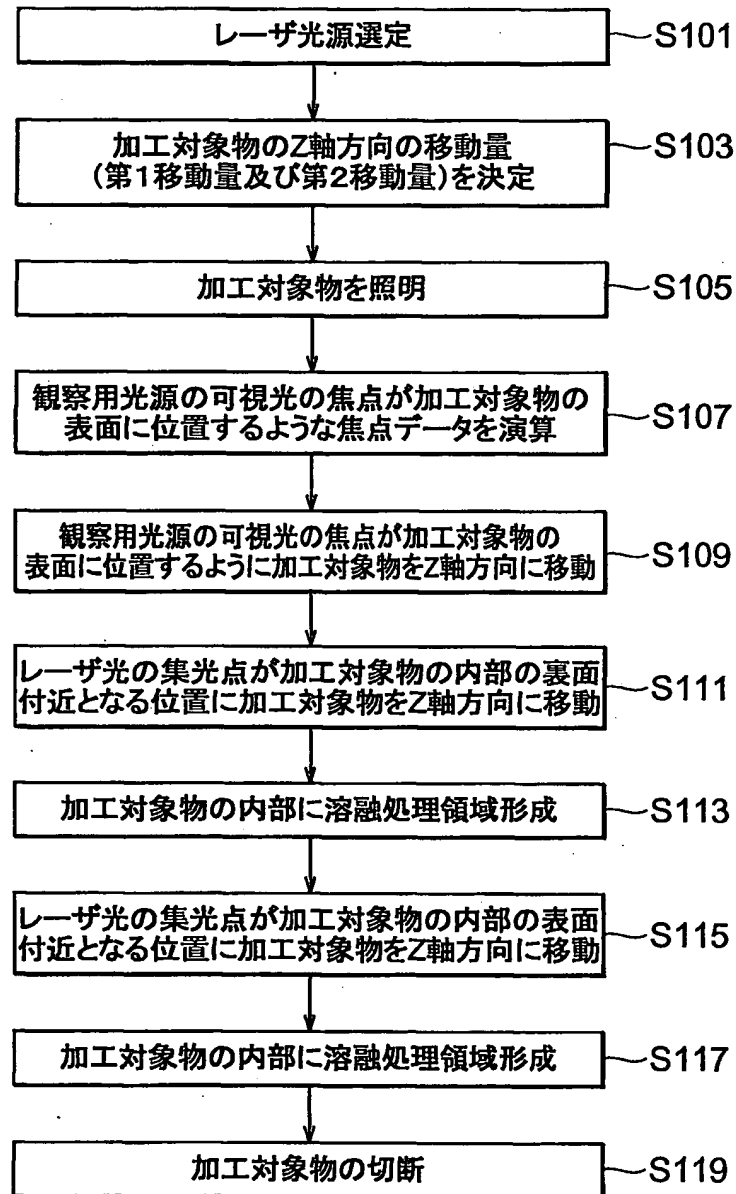 レーザ光源選定
S101
加工対象物のZ軸方向の移動量
(第1移動量及び第2移動量)を決定
S103
加工対象物を照明
S105
観察用光源の可視光の焦点が加工対象物の
表面に位置するような焦点データを演算
S107
観察用光源の可視光の焦点が加工対象物の
表面に位置するように加工対象物をZ軸方向に移動
S109
レーザ光の集光点が加工対象物の内部の裏面
付近となる位置に加工対象物をZ軸方向に移動
S111
加工対象物の内部に溶融処理領域形成
S113
レーザ光の集光点が加工対象物の内部の表面
付近となる位置に加工対象物をZ軸方向に移動
S115
加工対象物の内部に溶融処理領域形成
S117
加工対象物の切断
S119